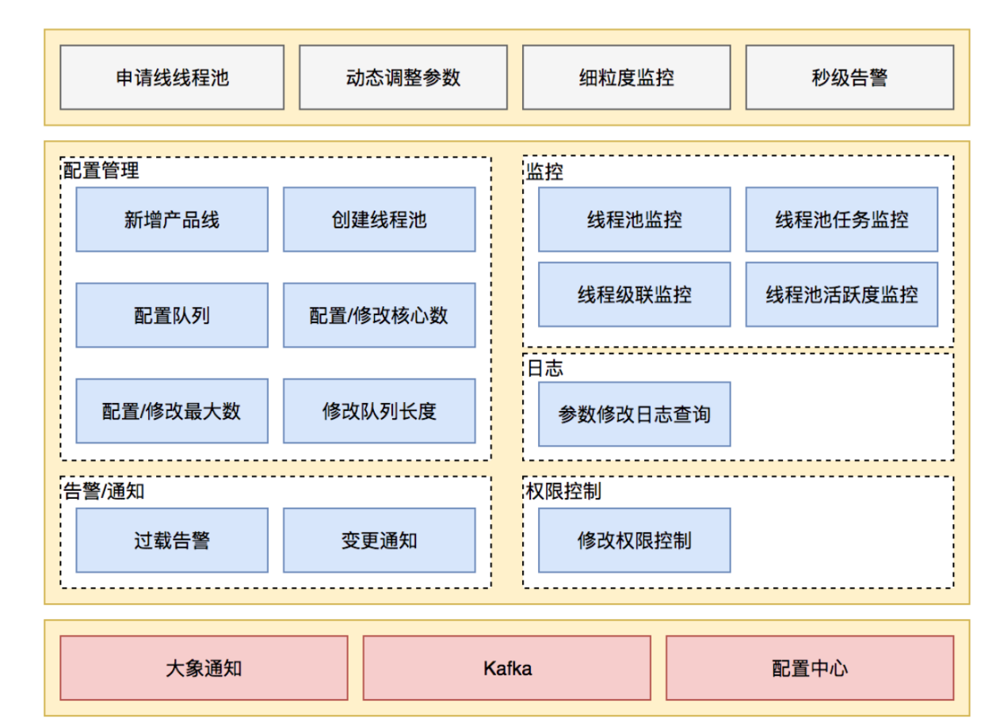 申请线线程池
动态调整参数
细粒度监控
秒级告警
配置管理
新增产品线
创建线程池
配置队列
配置/修改核心数
配置/修改最大数
修改队列长度
监控
线程池监控
线程池任务监控
线程级联监控
线程池活跃度监控
日志
参数修改日志查询
告警/通知
过载告警
变更通知
权限控制
修改权限控制
大象通知
Kafka
配置中心